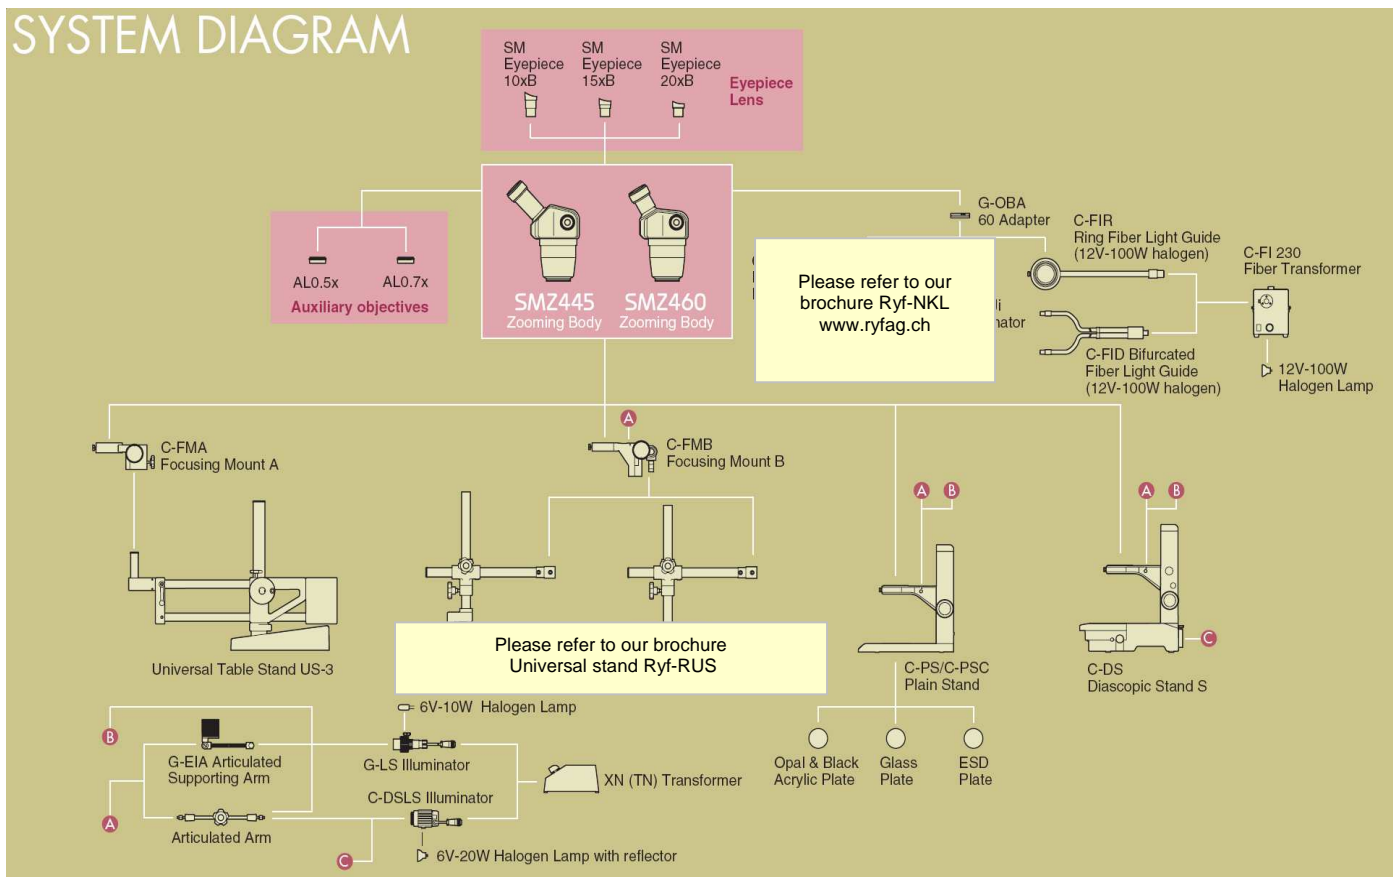 SYSTEM DIAGRAM
SM
Eyepiece
10xB
SM
Eyepiece
15xB
SM
Eyepiece
20xB
Eyepiece
Lens
SMZ445
Zooming Body
SMZ460
Zooming Body
AL0.5x
AL0.7x
Auxiliary objectives
G-OBA
60 Adapter
C-FIR
Ring Fiber Light Guide
(12V-100W halogen)
C-FI 230
Fiber Transformer
Please refer to our
brochure Ryf-NKL
www.ryfag.ch
C-FID Bifurcated
Fiber Light Guide
(12V-100W halogen)
12V-100W
Halogen Lamp
C-FMA
Focusing Mount A
A
C-FMB
Focusing Mount B
A
B
A
B
C
Universal Table Stand US-3
Please refer to our brochure
Universal stand Ryf-RUS
C-PS/C-PSC
Plain Stand
C-DS
Diascopic Stand S
Opal & Black
Acrylic Plate
Glass
Plate
ESD
Plate
B
6V-10W Halogen Lamp
G-EIA Articulated
Supporting Arm
G-LS Illuminator
XN (TN) Transformer
A
Articulated Arm
C-DSLS Illuminator
C
6V-20W Halogen Lamp with reflector